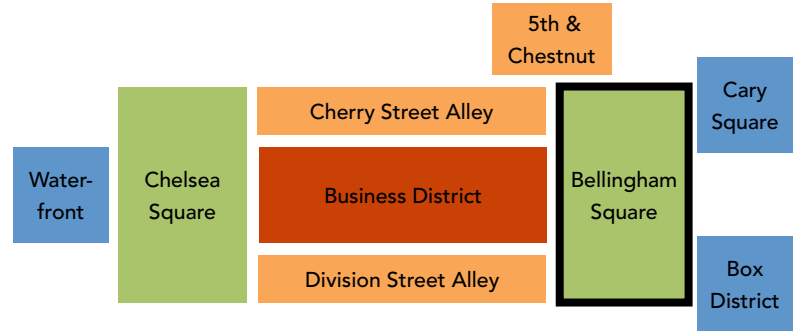 5th &
Chestnut
Cary
Square
Cherry Street Alley
Water-
front
Chelsea
Square
Business District
Bellingham
Square
Division Street Alley
Box
District